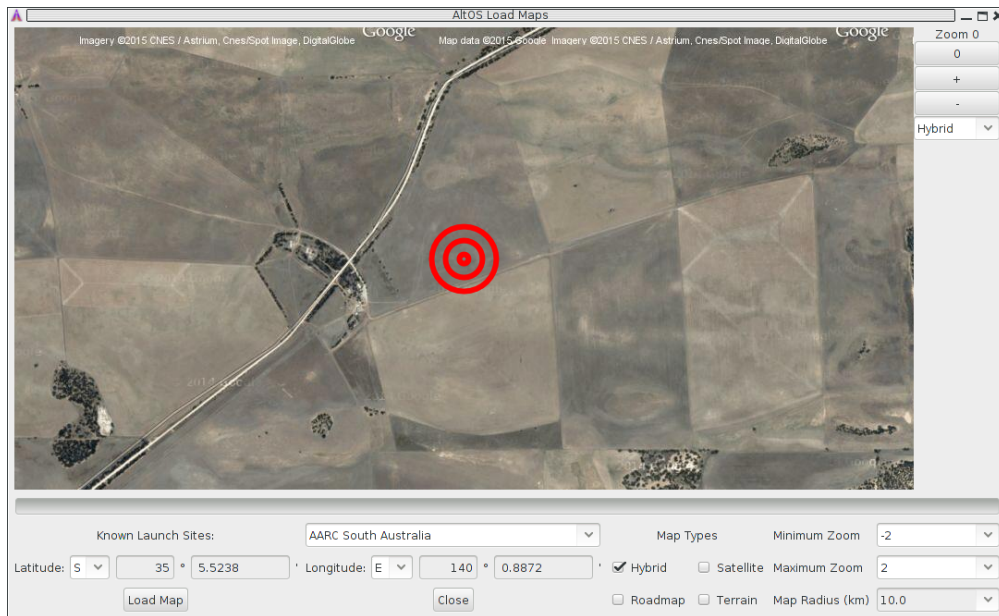 AltOS Load Maps
Imagery ©2015 CNES / Astrium, Cnes/Spot Image, DigitalGlobe
Google
Map data ©2015 Google Imagery ©2015 CNES / Astrium, Cnes/Spot Image, DigitalGlobe
Google
Zoom 0
0
+
-
Hybrid
Known Launch Sites:
AARC South Australia
Map Types
Minimum Zoom
-2
Latitude: S 35 ° 5.5238 ' Longitude: E 140 ° 0.8872 '
Hybrid
Satellite
Maximum Zoom
2
Load Map
Close
Roadmap
Terrain
Map Radius (km)
10.0